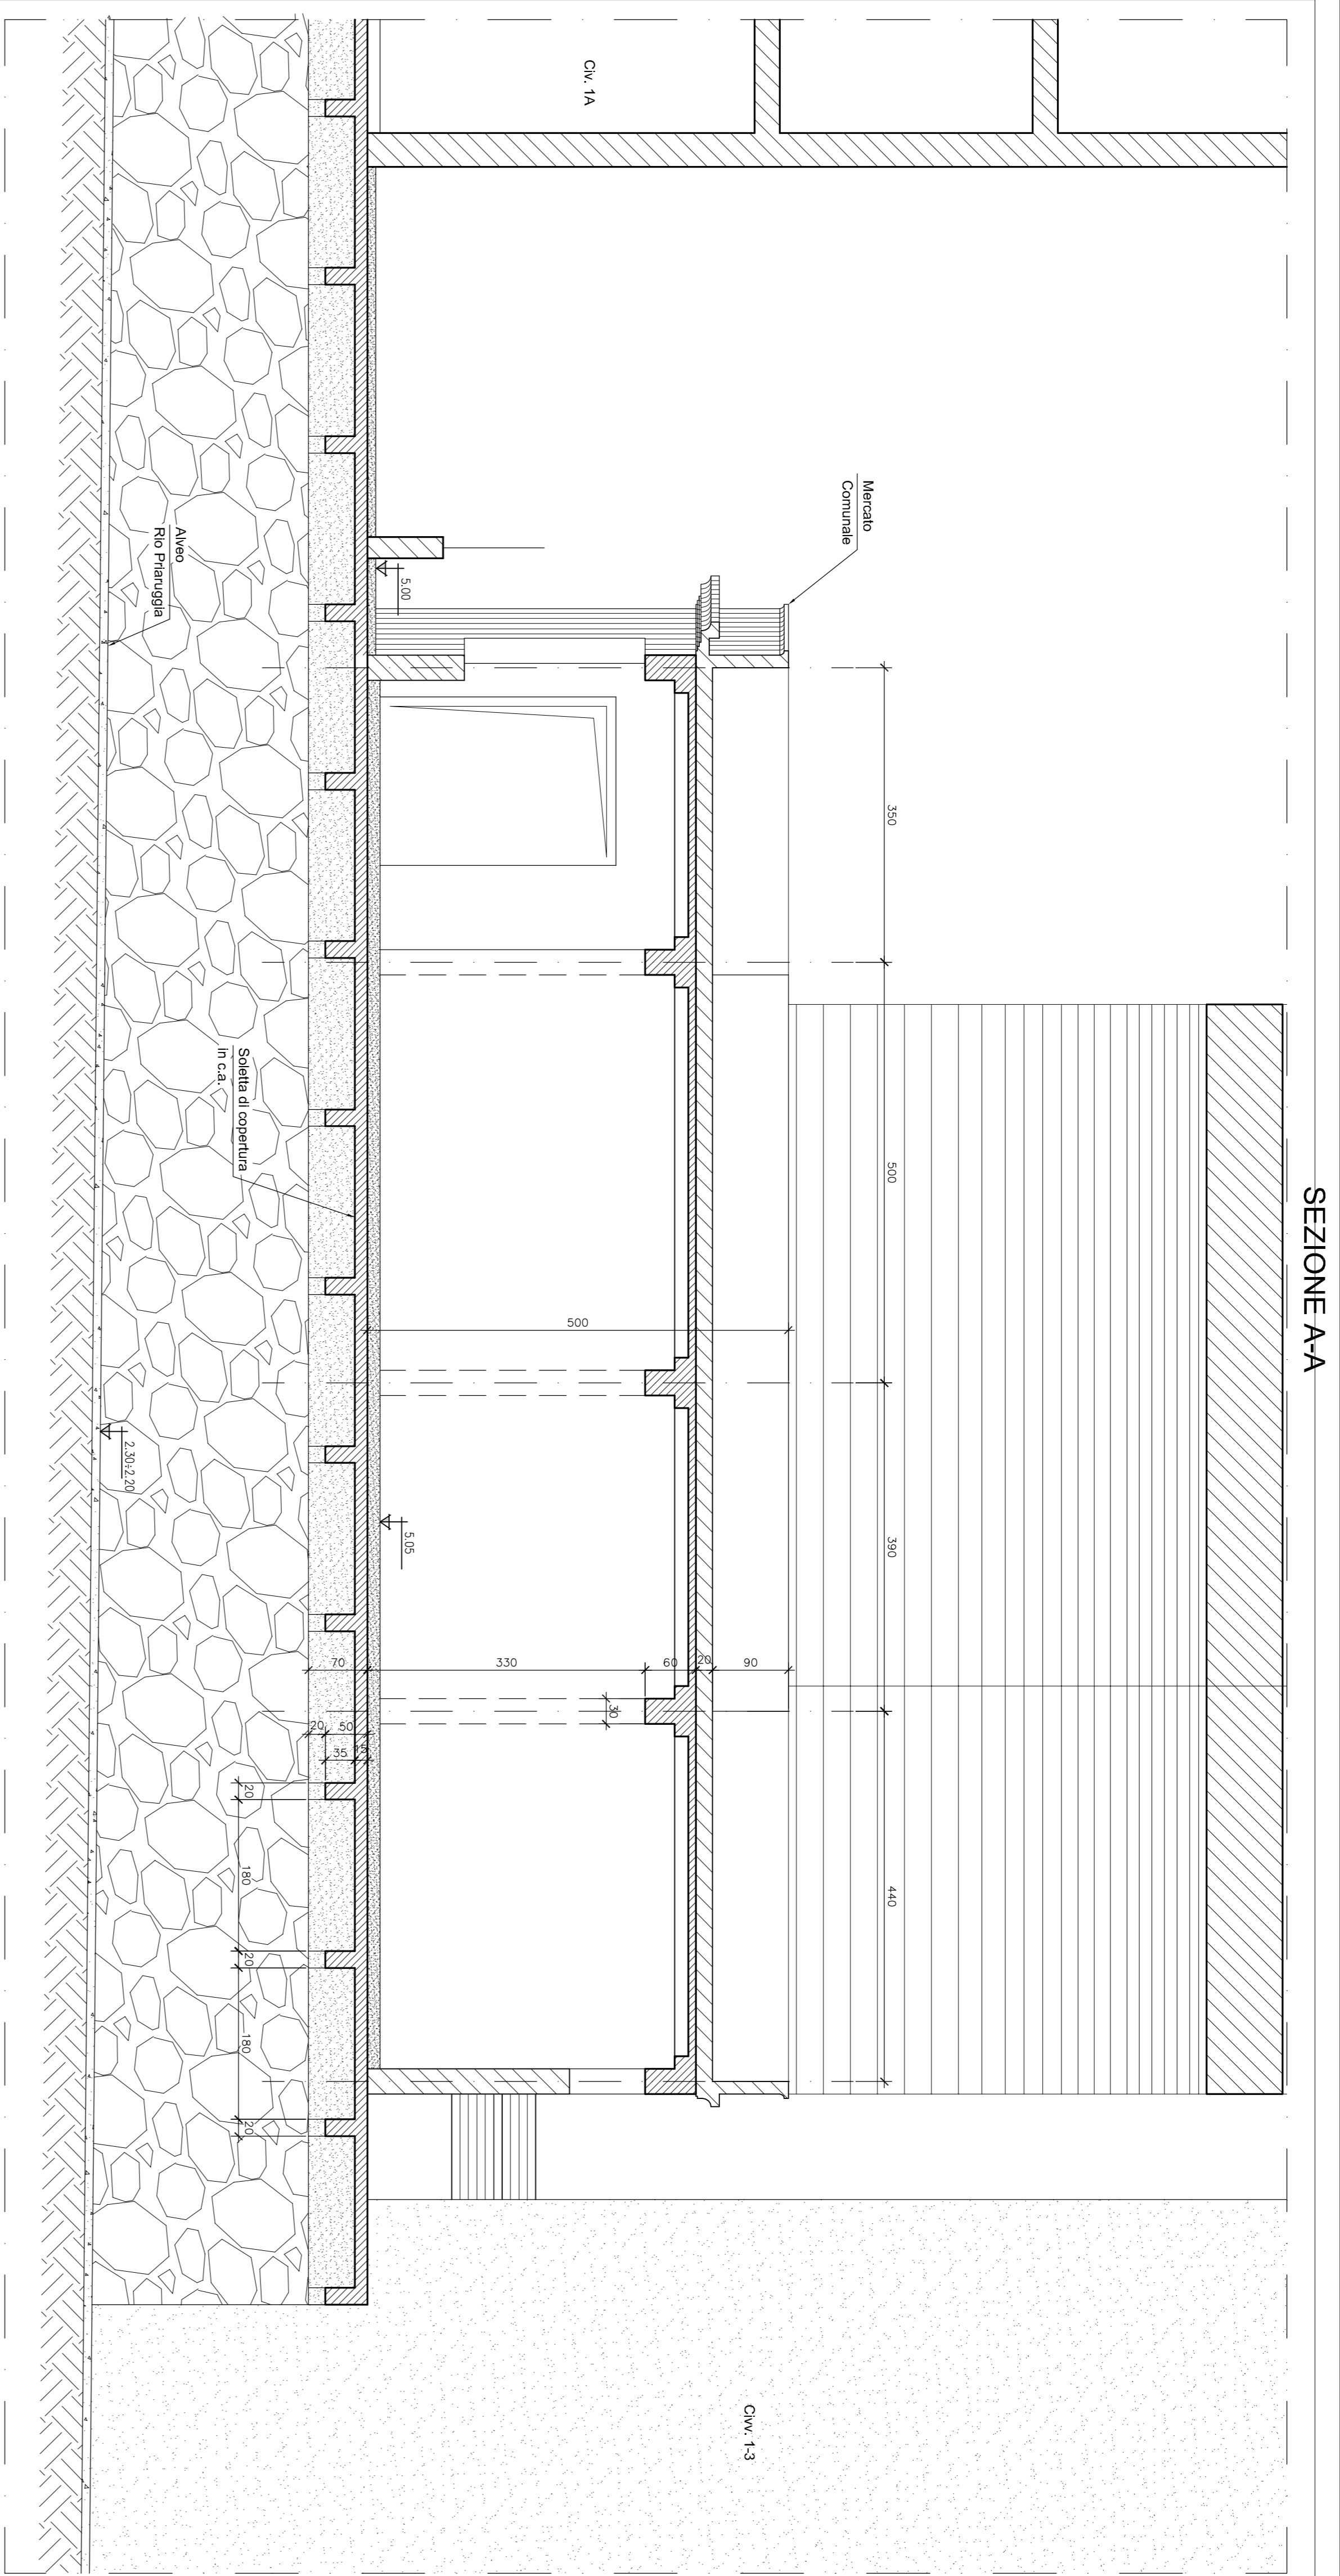 SEZIONE A-A
Civ. 1A
Mercato
Comunale
350
500
390
440
500
90
20
60
330
70
30
50
20
15
35
20
180
20
180
20
5.00
5.05
Alveo
Rio Priaruggia
Soletta di copertura
in c.a.
2.30÷2.20
Civv. 1-3